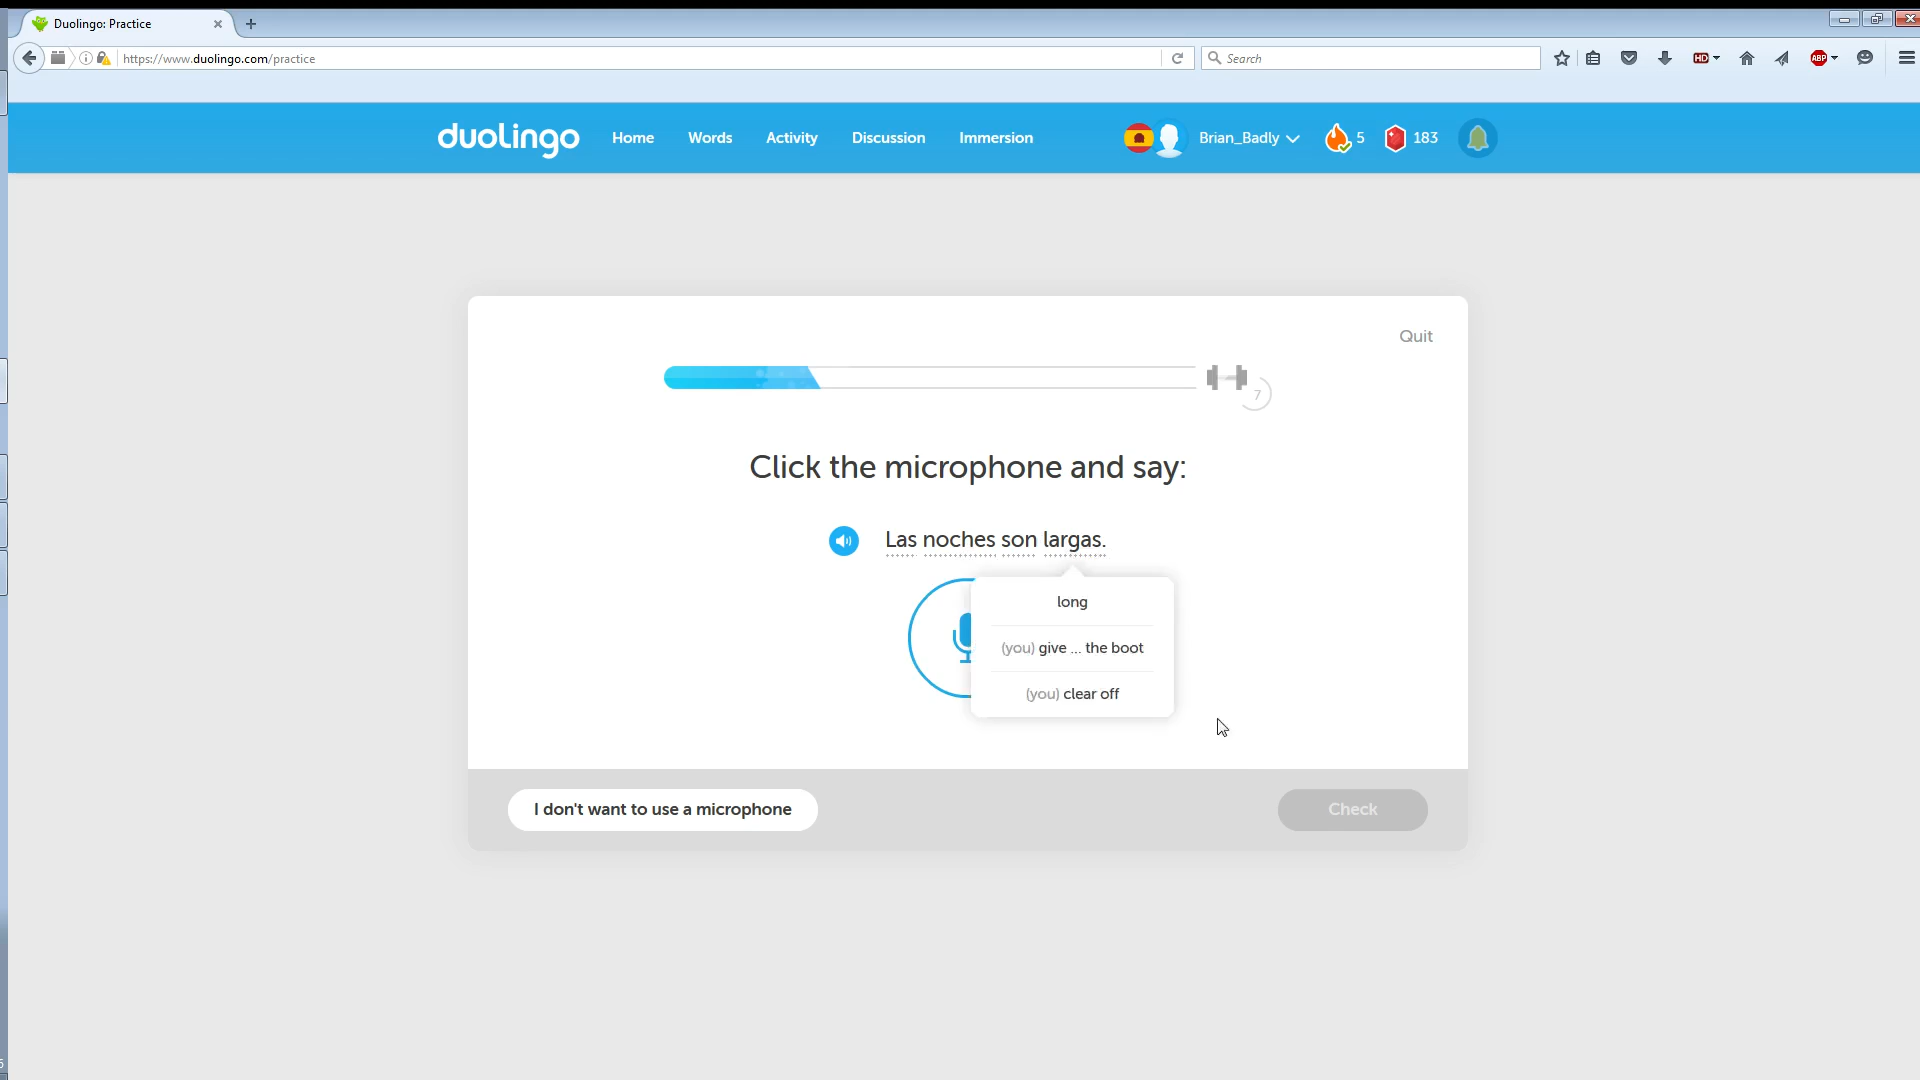 Duolingo: Practice
https://www.duolingo.com/practice
Search
HD
ABP
duolingo
Home
Words
Activity
Discussion
Immersion
Brian_Badly
5
183
Quit
7
Click the microphone and say:
Las noches son largas.
long
(you) give ... the boot
(you) clear off
I don't want to use a microphone
Check